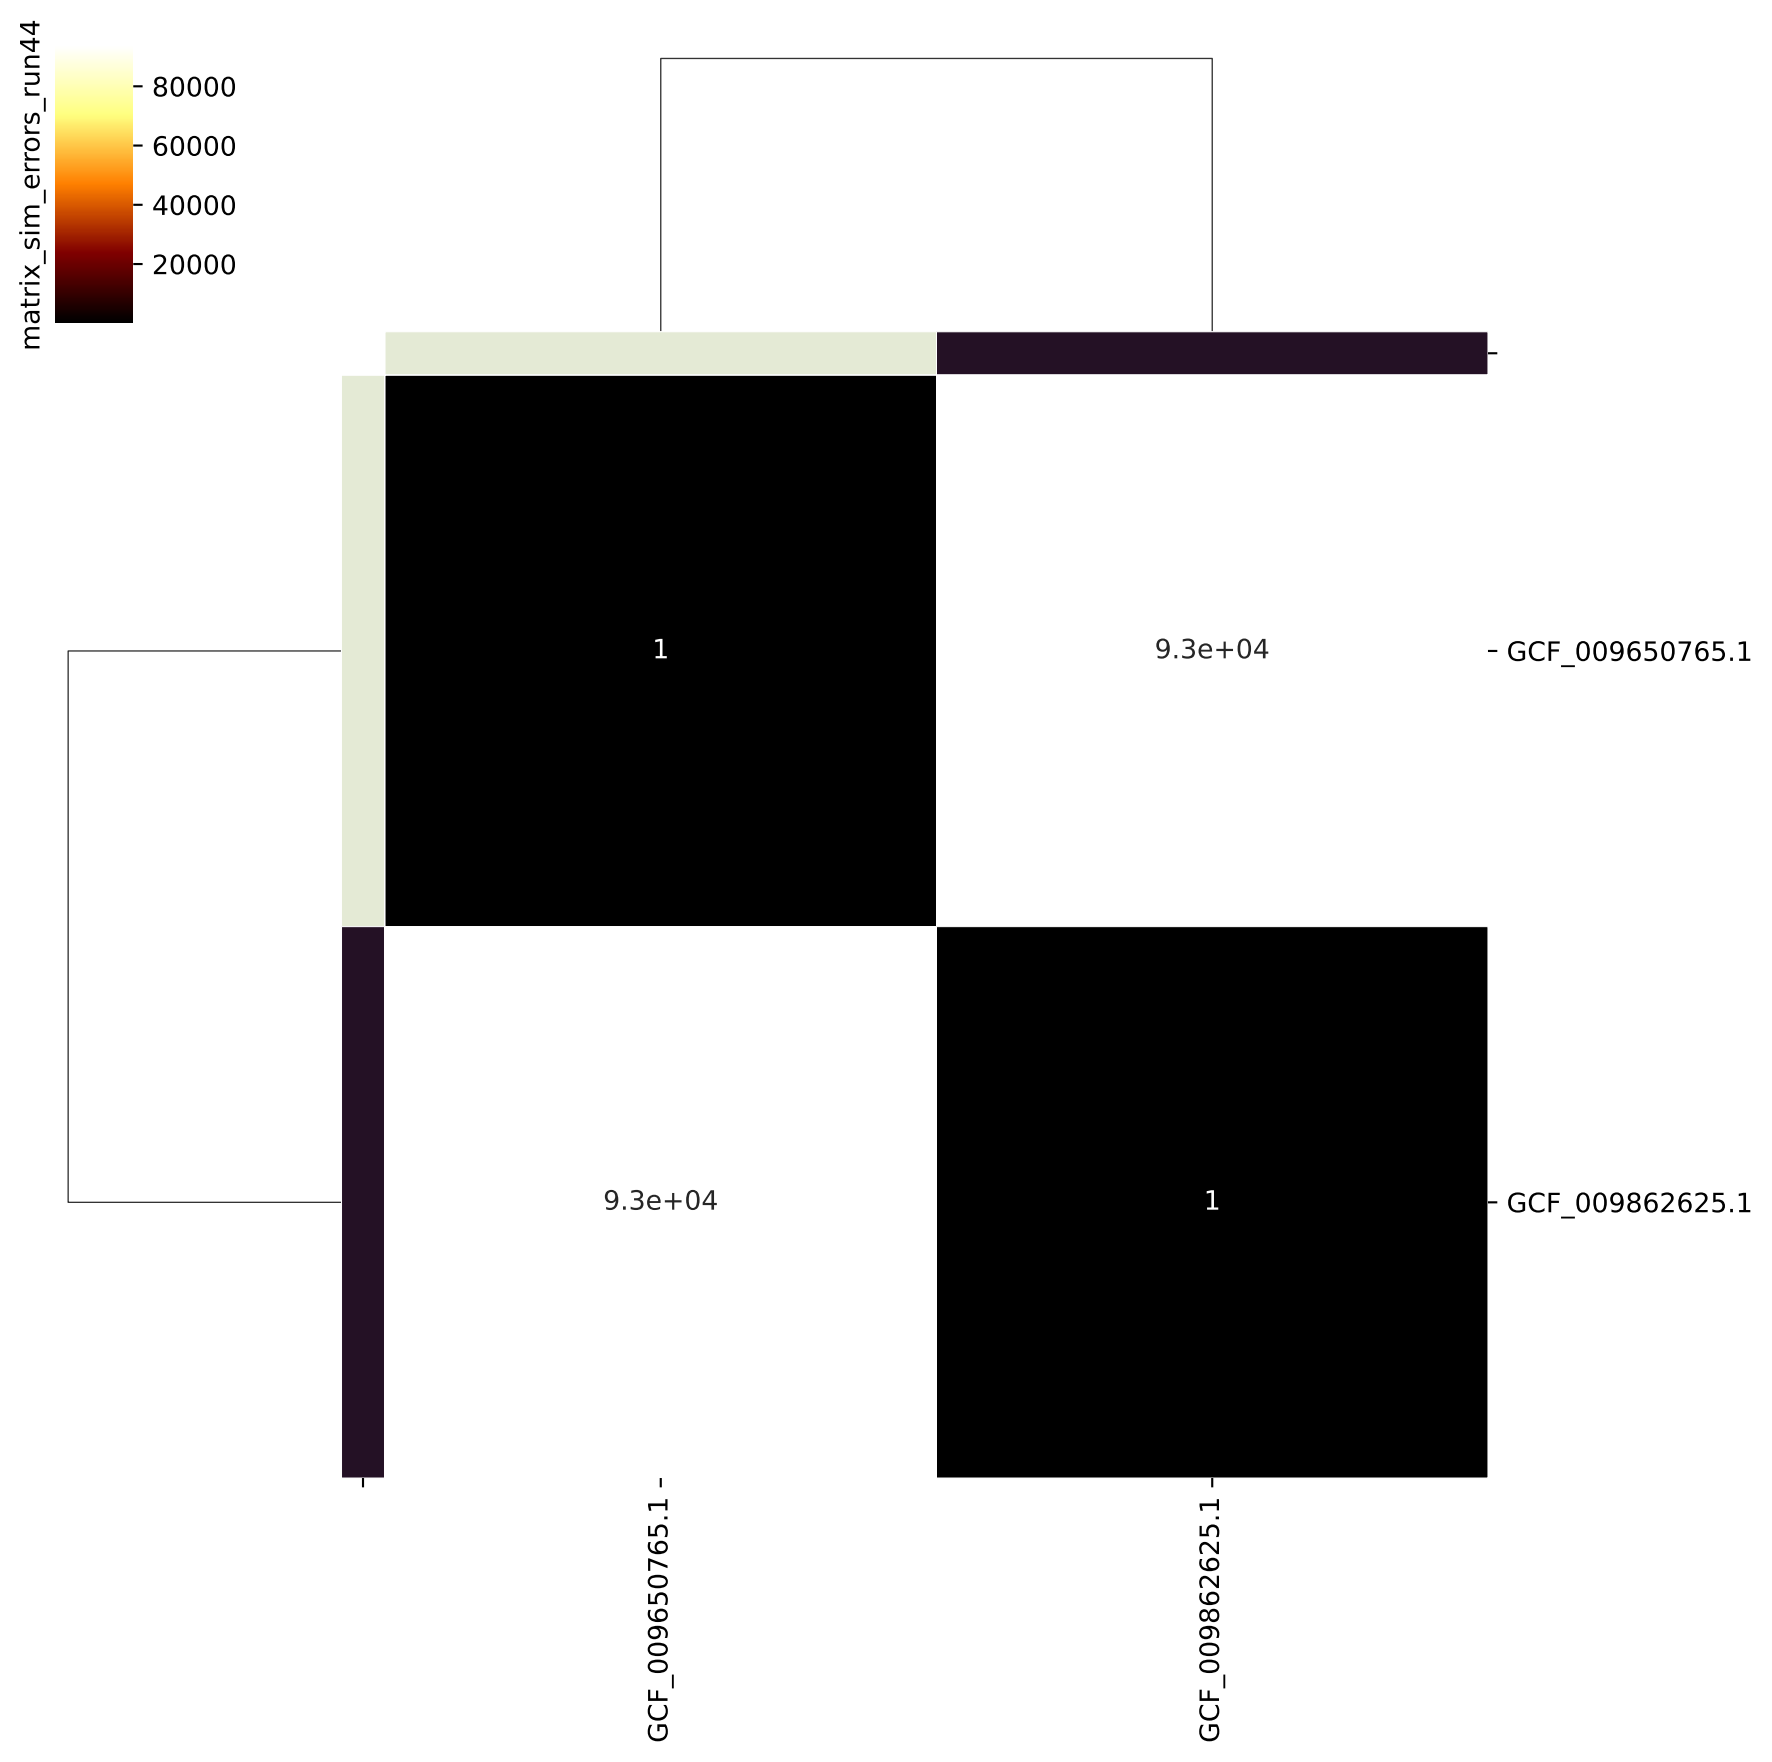 matrix_sim_errors_run44
80000
60000
40000
20000
1
9.3e+04
GCF_009650765.1
9.3e+04
1
GCF_009862625.1
GCF_009650765.1
GCF_009862625.1